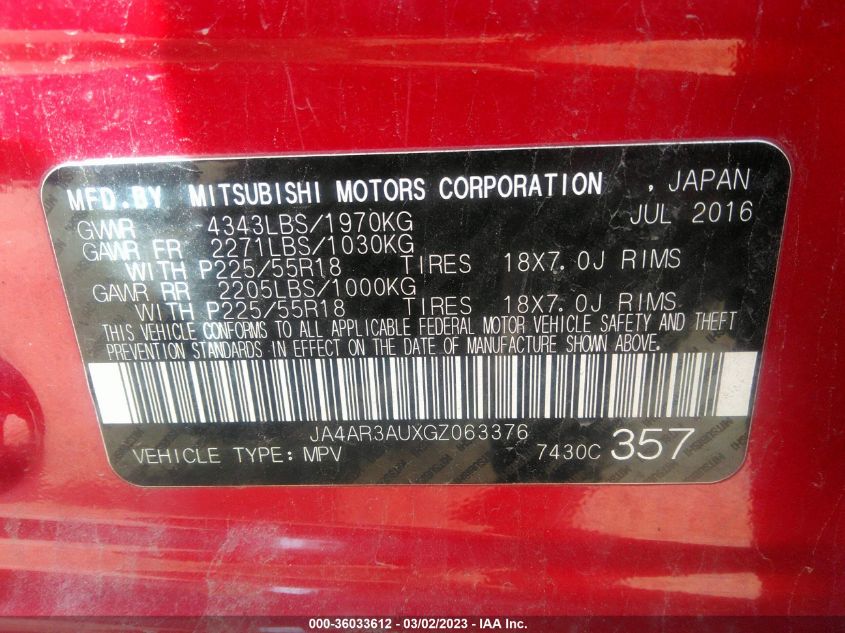 MFD. BY MITSUBISHI MOTORS CORPORATION , JAPAN
GVWR 4343LBS/1970KG JUL 2016
GAWR FR 2271LBS/1030KG
WITH P225/55R18 TIRES 18X7.0J RIMS
GAWR RR 2205LBS/1000KG
WITH P225/55R18 TIRES 18X7.0J RIMS
THIS VEHICLE CONFORMS TO ALL APPLICABLE FEDERAL MOTOR VEHICLE SAFETY AND THEFT
PREVENTION STANDARDS IN EFFECT ON THE DATE OF MANUFACTURE SHOWN ABOVE.
JA4AR3AUXGZ063376
VEHICLE TYPE: MPV 7430C 357
000-36033612 - 03/02/2023 - IAA Inc.